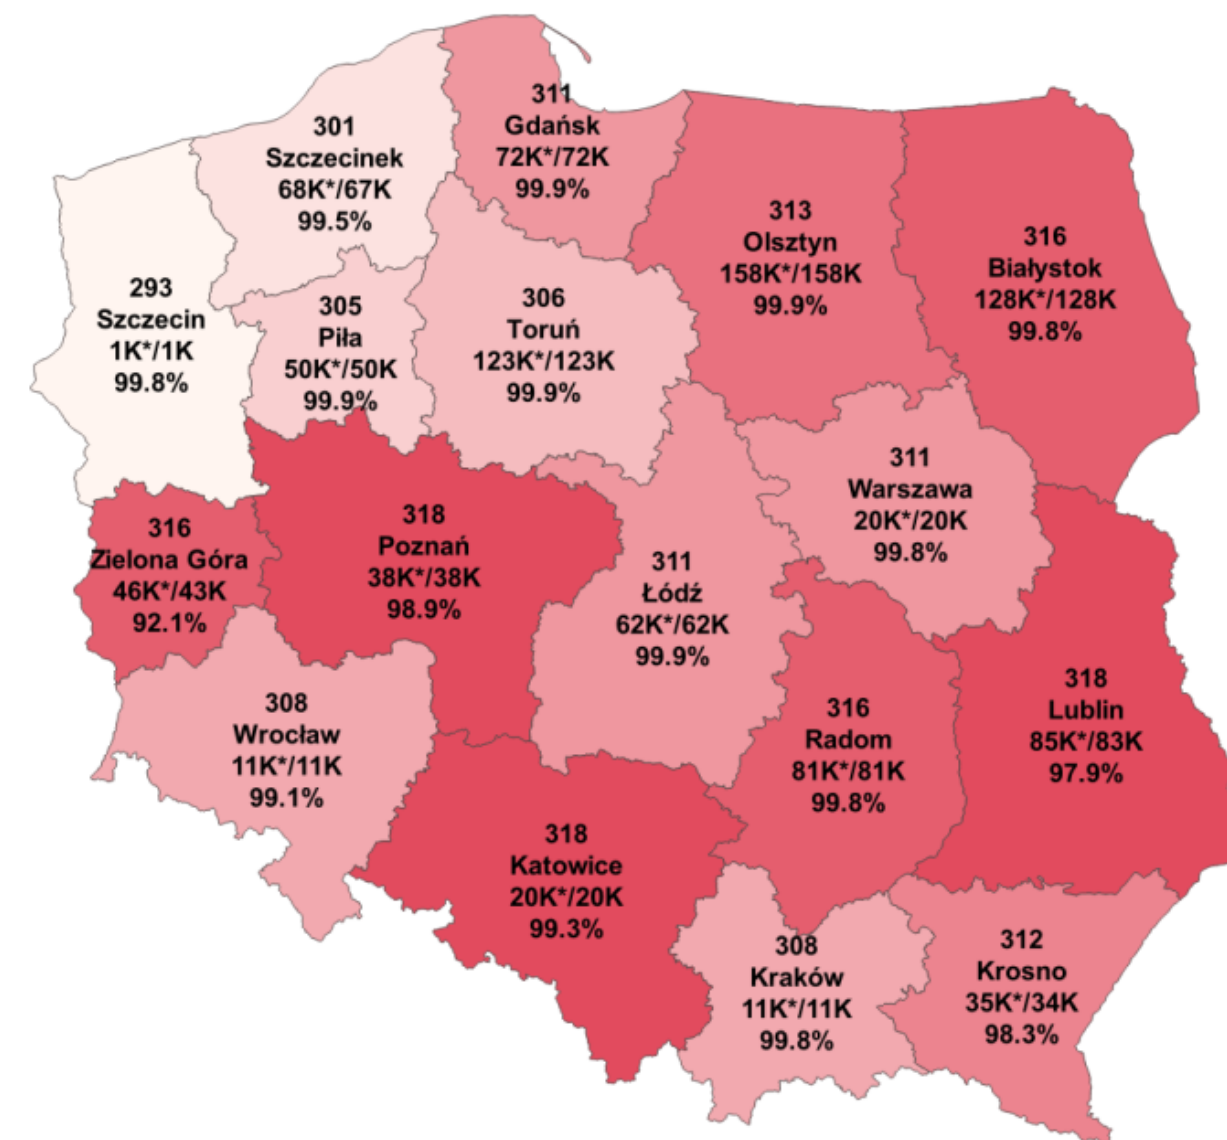 311
Gdańsk
72K*/72K
99.9%
301
Szczecinek
68K*/67K
99.5%
313
Olsztyn
158K*/158K
99.9%
316
Białystok
128K*/128K
99.8%
293
Szczecin
1K*/1K
99.8%
305
Piła
50K*/50K
99.9%
306
Toruń
123K*/123K
99.9%
311
Warszawa
20K*/20K
99.8%
316
Zielona Góra
46K*/43K
92.1%
318
Poznań
38K*/38K
98.9%
311
Łódź
62K*/62K
99.9%
308
Wrocław
11K*/11K
99.1%
316
Radom
81K*/81K
99.8%
318
Lublin
85K*/83K
97.9%
318
Katowice
20K*/20K
99.3%
308
Kraków
11K*/11K
99.8%
312
Krosno
35K*/34K
98.3%